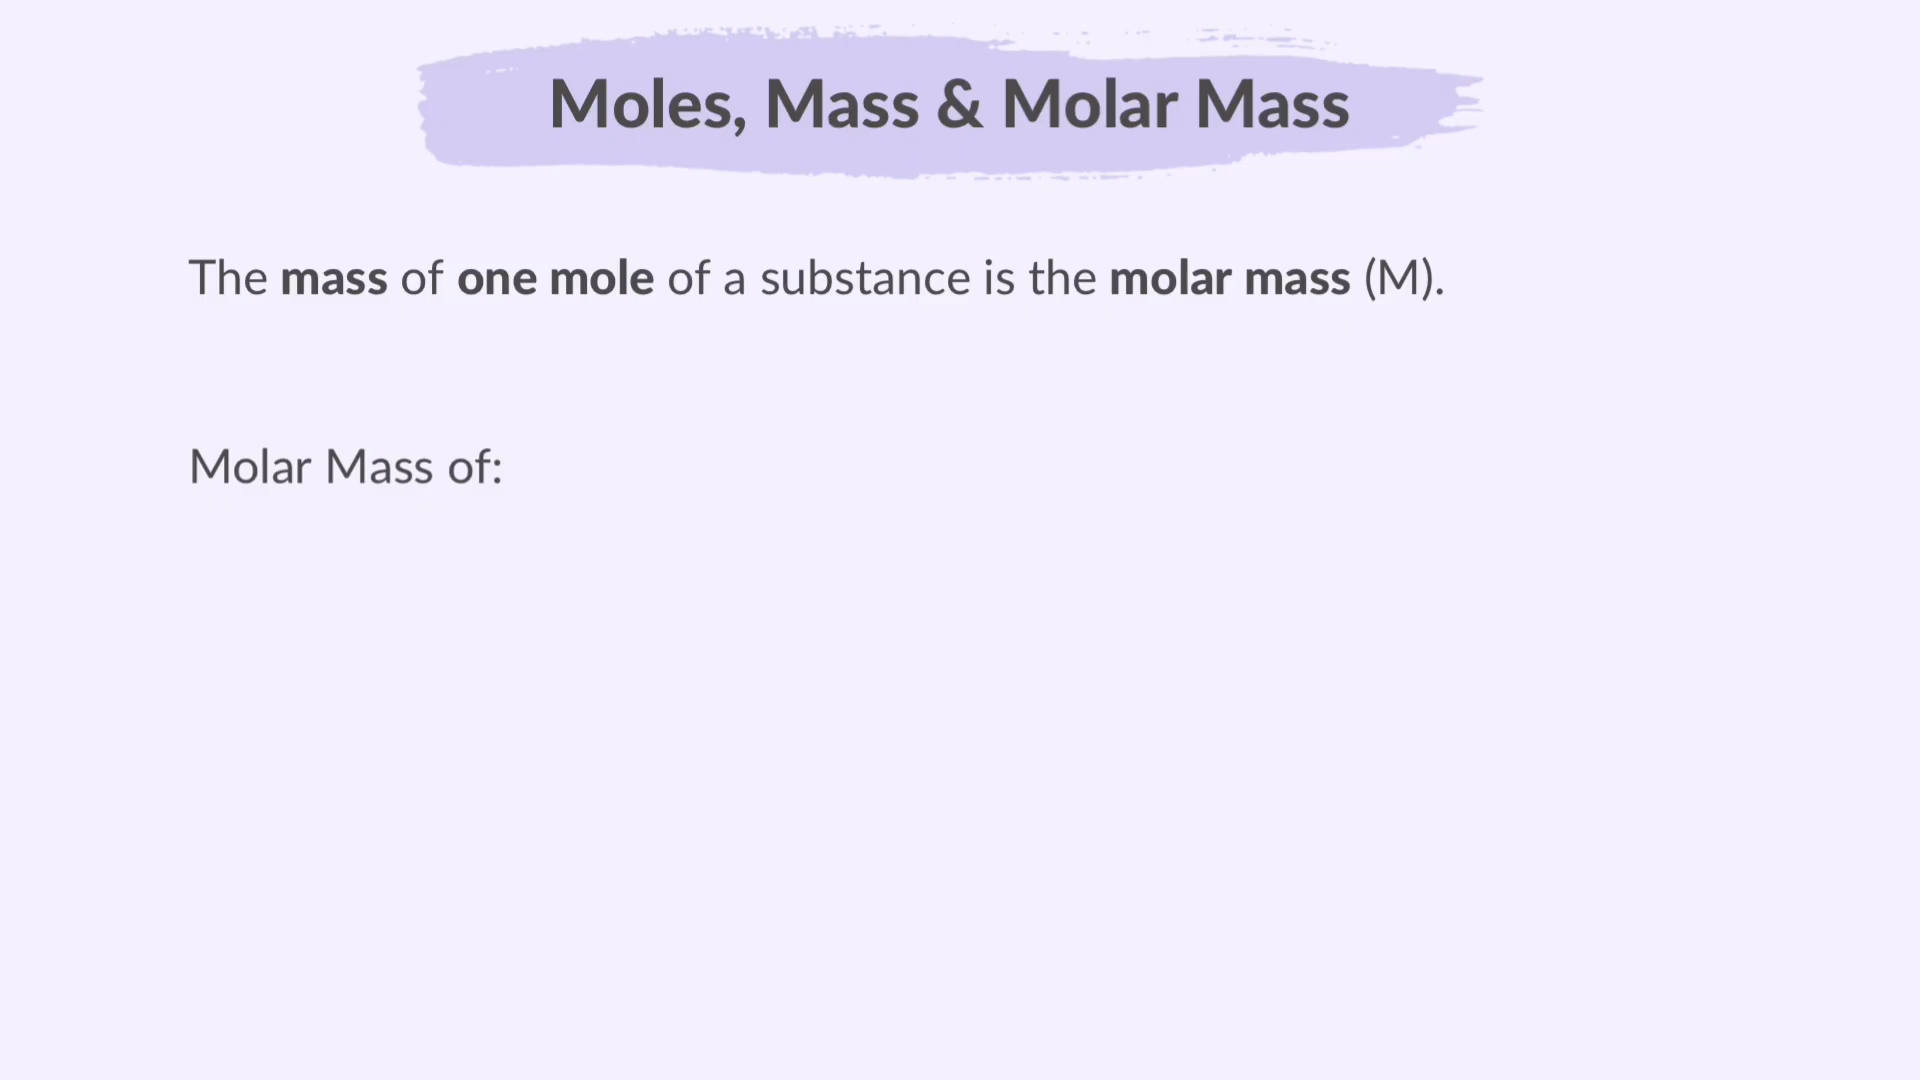 Moles, Mass & Molar Mass
The mass of one mole of a substance is the molar mass (M).
Molar Mass of: